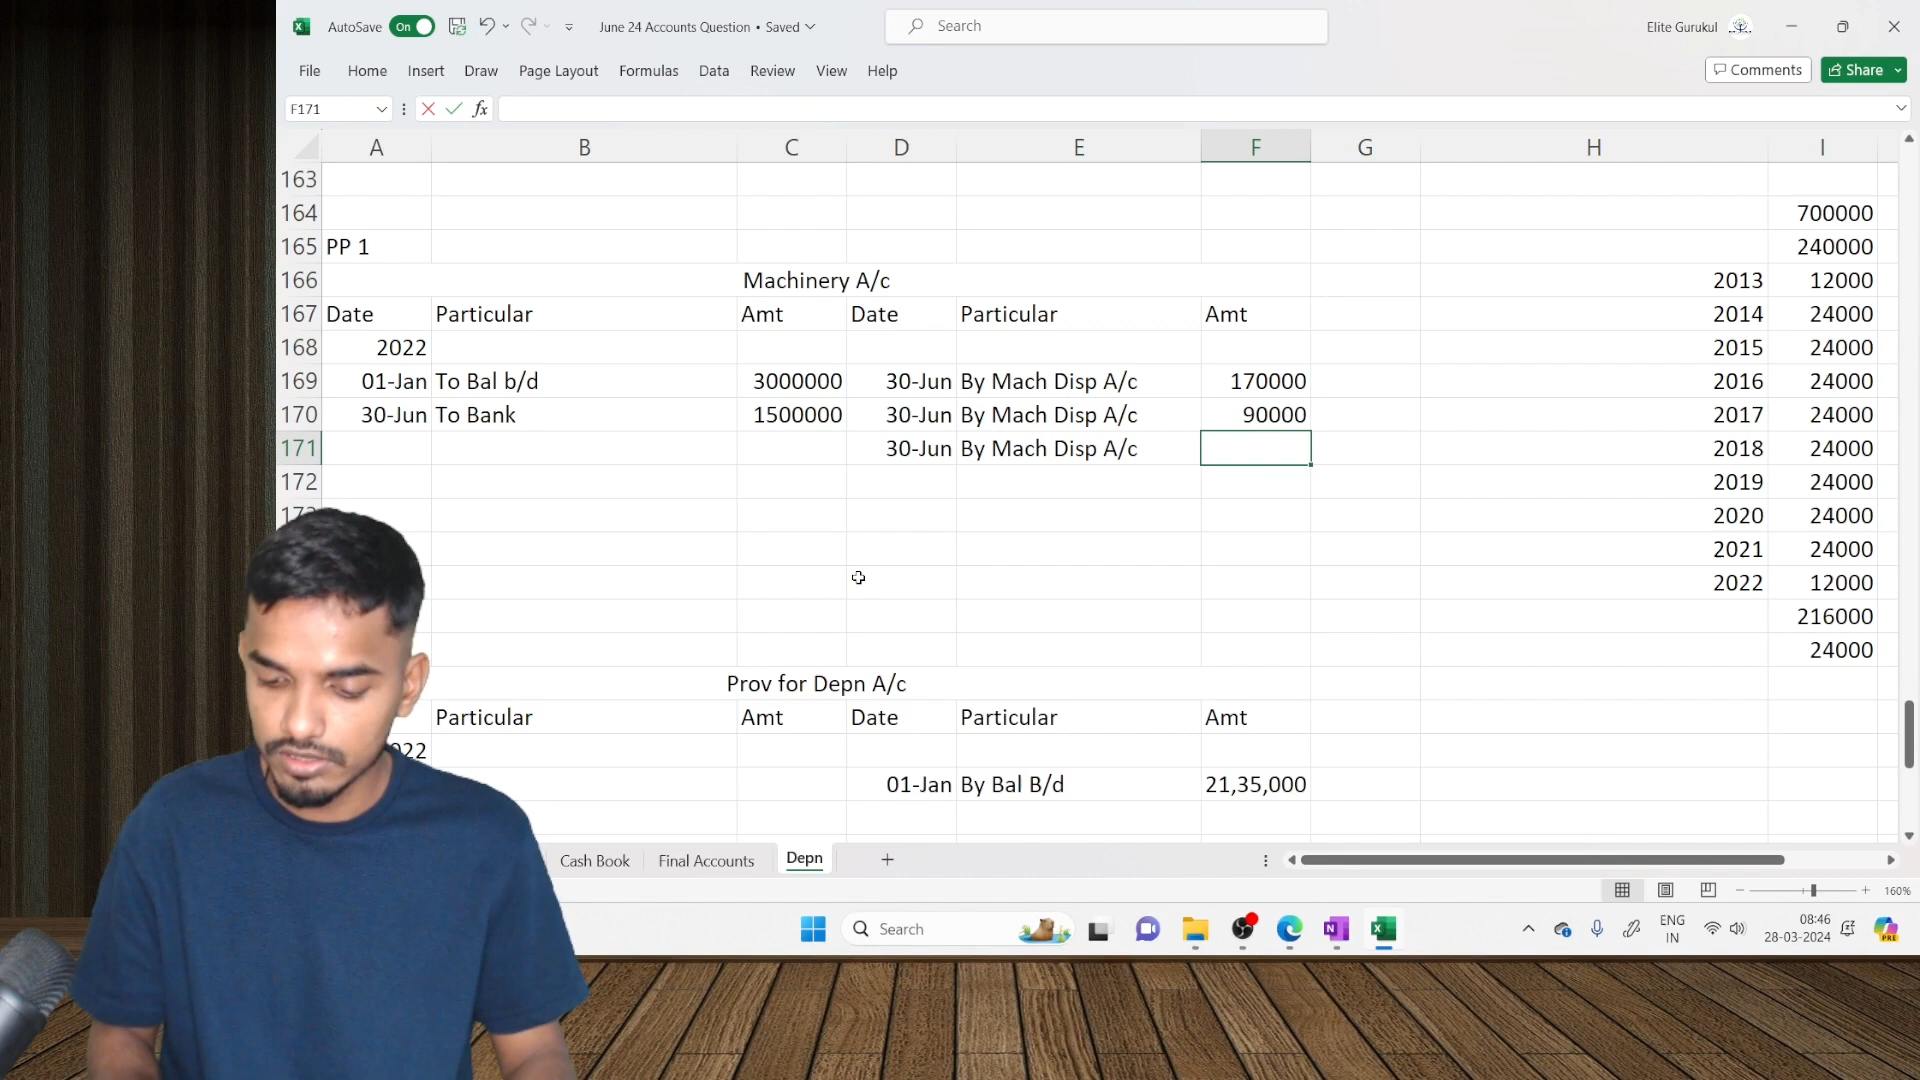 AutoSave On June 24 Accounts Question • Saved Search Elite Gurukul
File Home Insert Draw Page Layout Formulas Data Review View Help Comments Share
F171 fx
A B C D E F G H I
163
164 700000
165 PP 1 240000
166 Machinery A/c 2013 12000
167 Date Particular Amt Date Particular Amt 2014 24000
168 2022 2015 24000
169 01-Jan To Bal b/d 3000000 30-Jun By Mach Disp A/c 170000 2016 24000
170 30-Jun To Bank 1500000 30-Jun By Mach Disp A/c 90000 2017 24000
171 30-Jun By Mach Disp A/c 2018 24000
172 2019 24000
2020 24000
2021 24000
2022 12000
216000
24000
Prov for Depn A/c
Particular Amt Date Particular Amt
01-Jan By Bal B/d 21,35,000
Cash Book Final Accounts Depn +
160%
Search ENG 08:46
IN 28-03-2024 PRE